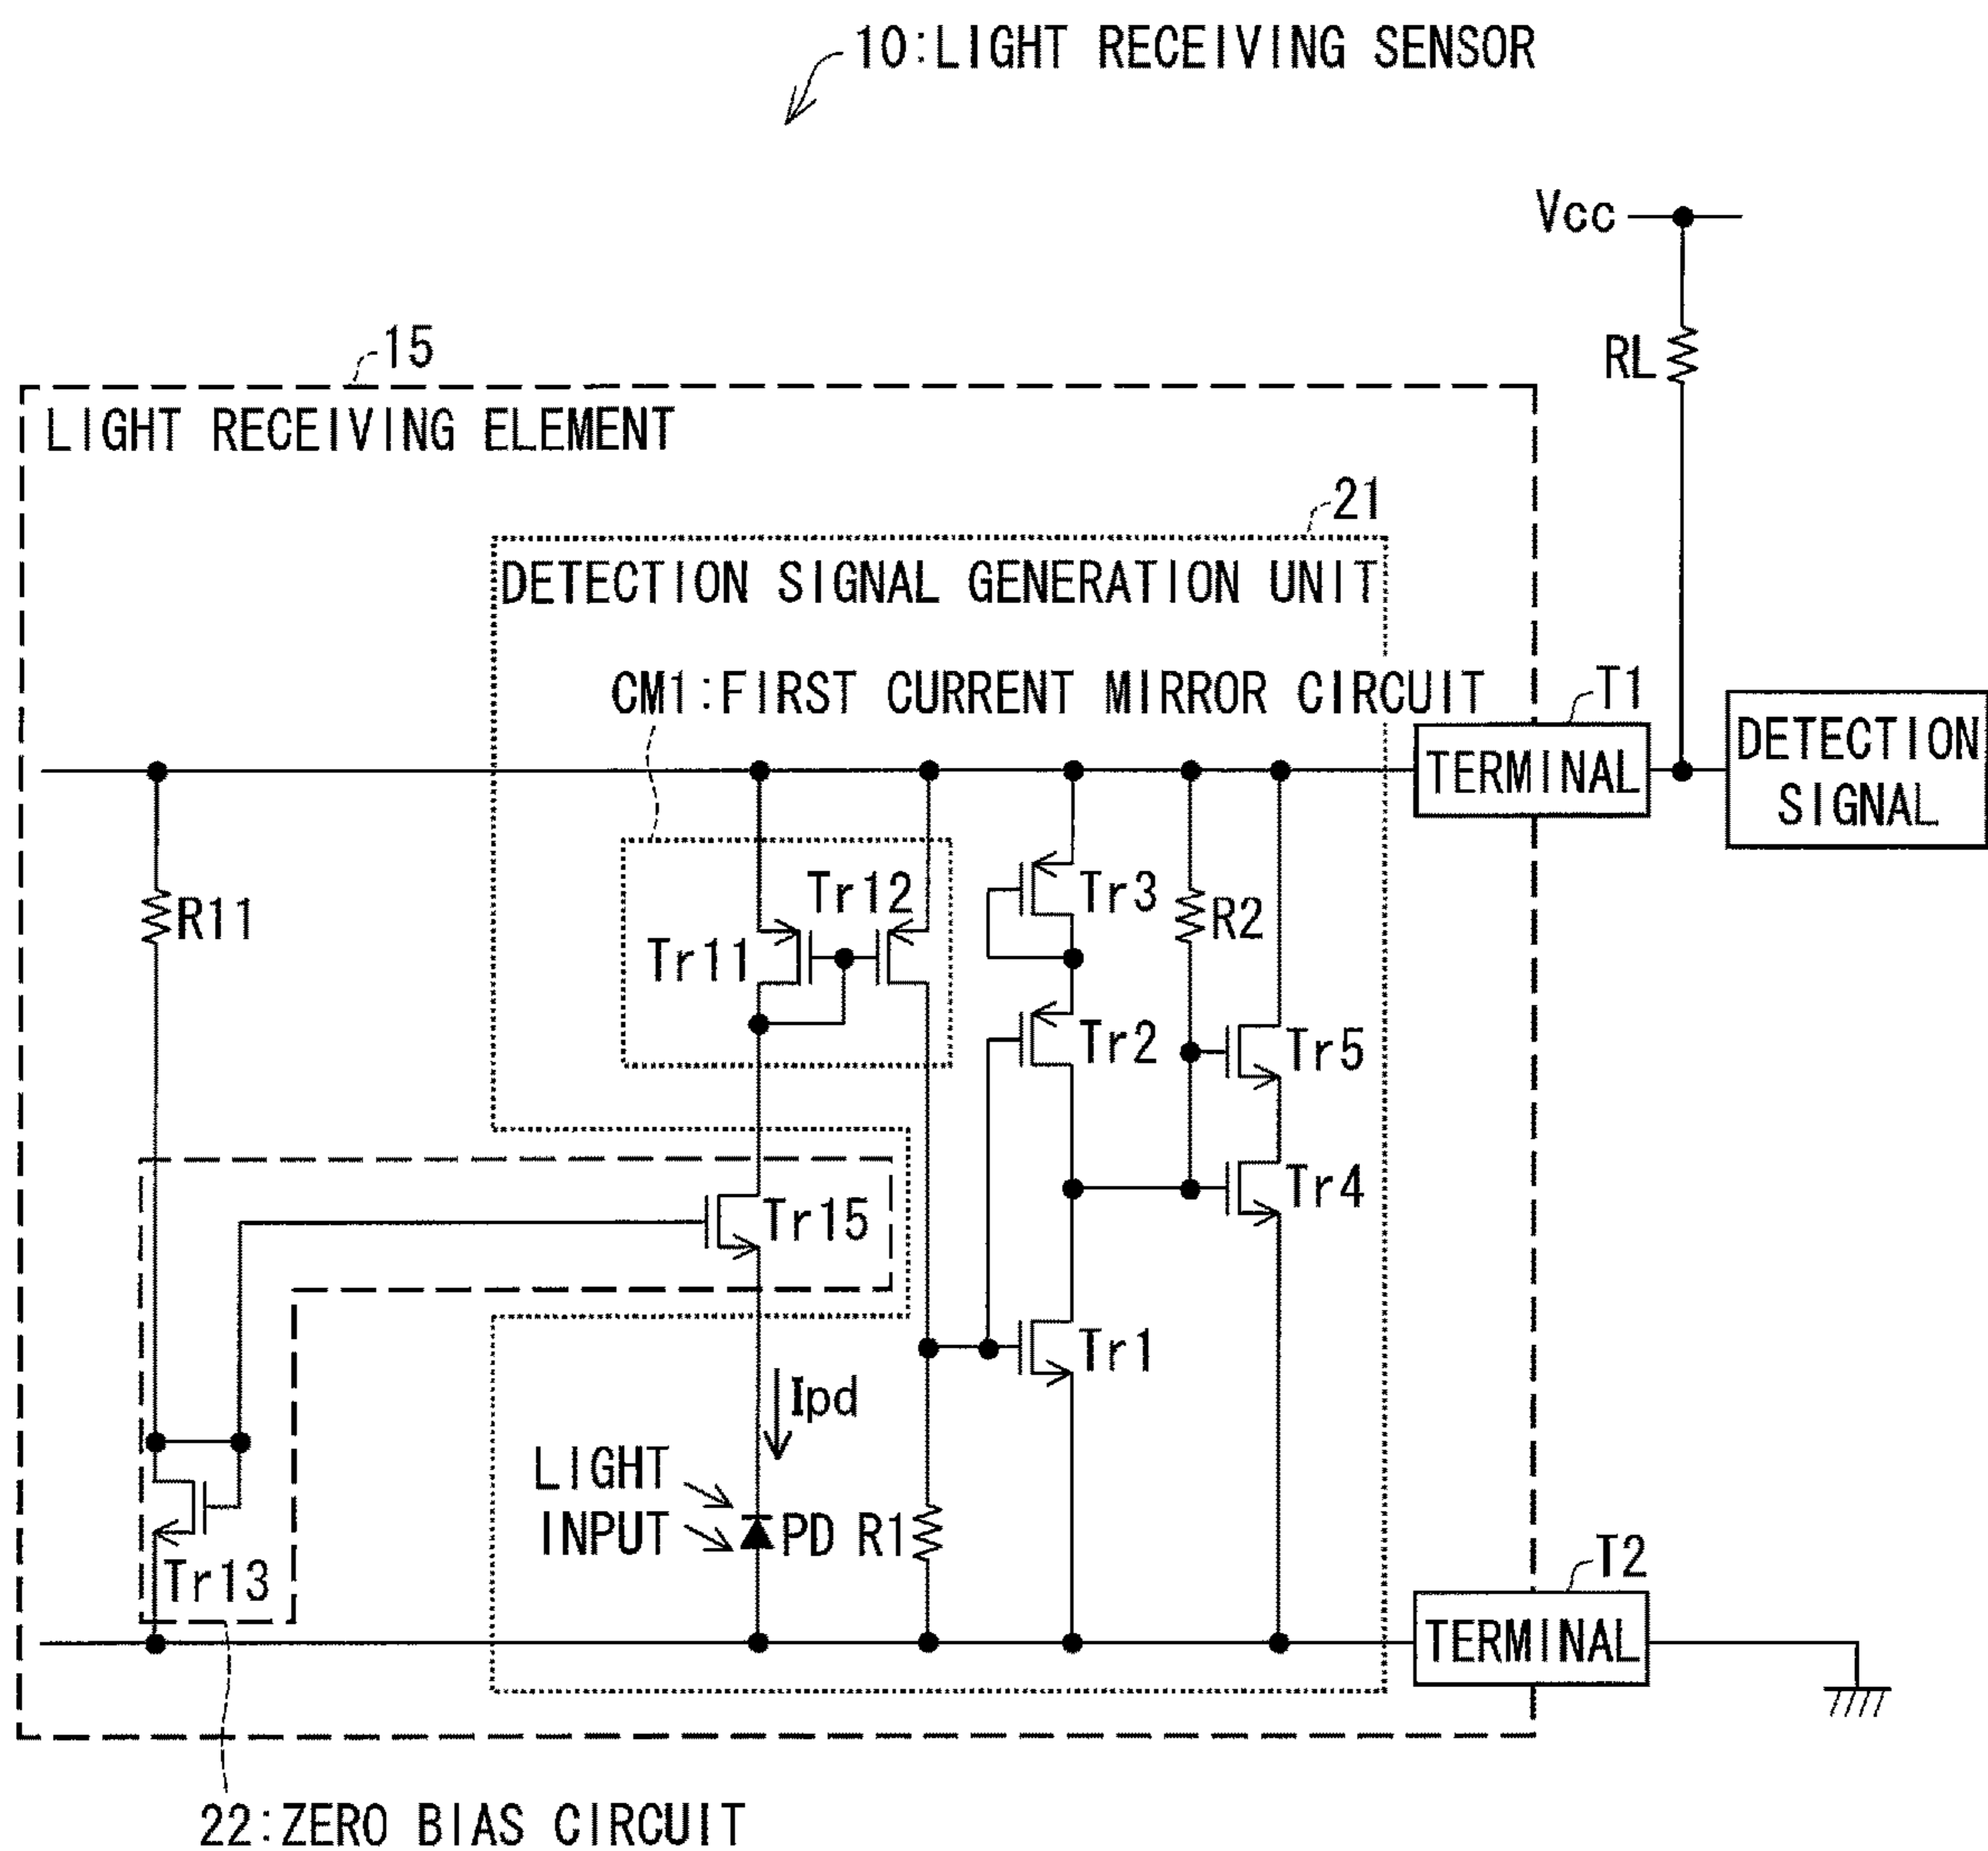 10:LIGHT RECEIVING SENSOR
Vcc
RL
15
LIGHT RECEIVING ELEMENT
21
DETECTION SIGNAL GENERATION UNIT
CM1:FIRST CURRENT MIRROR CIRCUIT
T1
TERMINAL
DETECTION
SIGNAL
R11
Tr11
Tr12
Tr3
R2
Tr2
Tr5
Tr15
Tr4
Tr1
Ipd
LIGHT
INPUT
PD
R1
Tr13
T2
TERMINAL
22:ZERO BIAS CIRCUIT